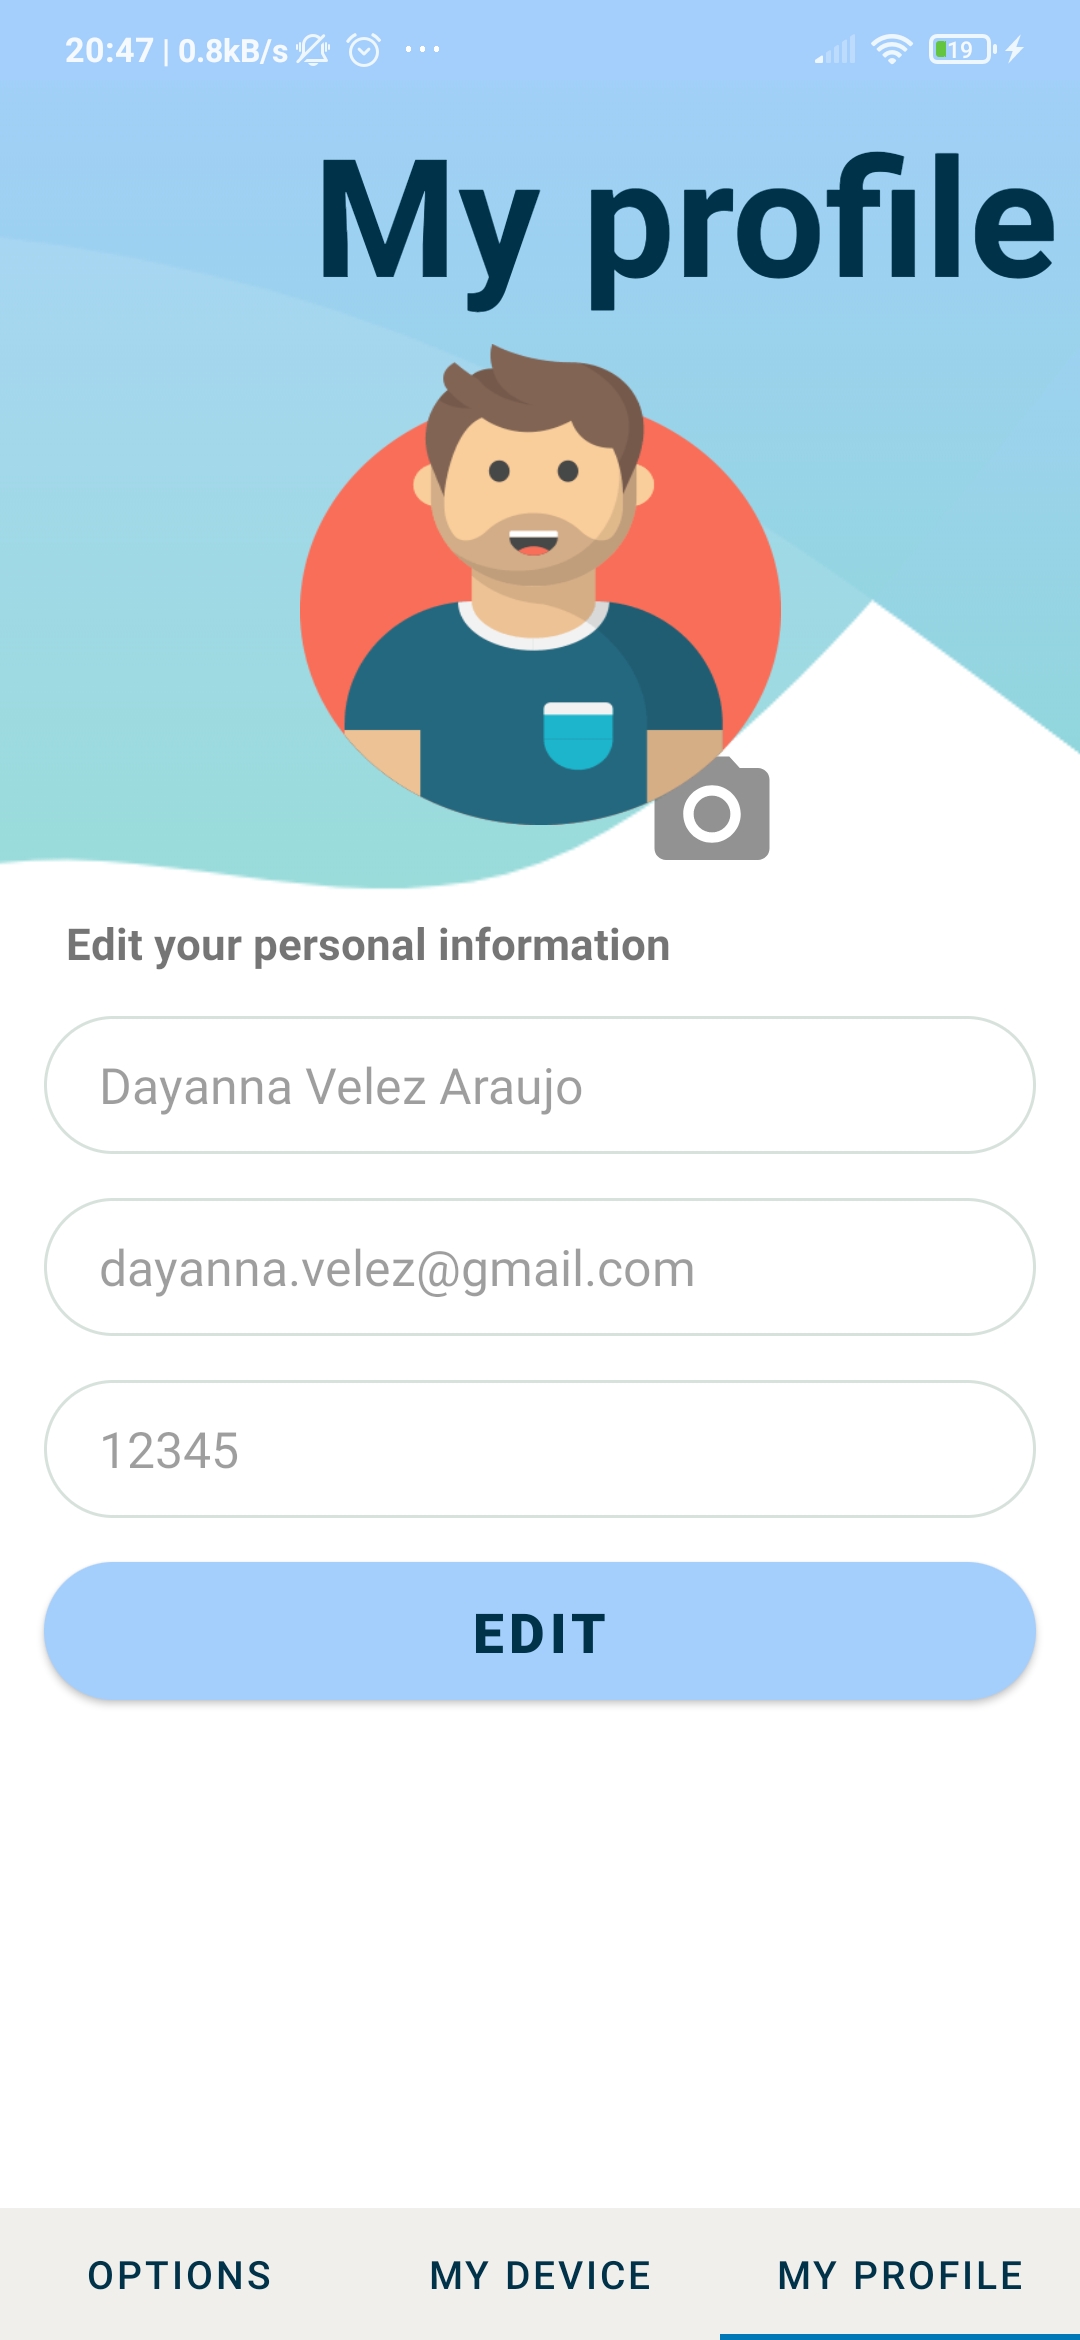 20:47 | 0.8kB/s ... 19
My profile
Edit your personal information
Dayanna Velez Araujo
dayanna.velez@gmail.com
12345
EDIT
OPTIONS MY DEVICE MY PROFILE